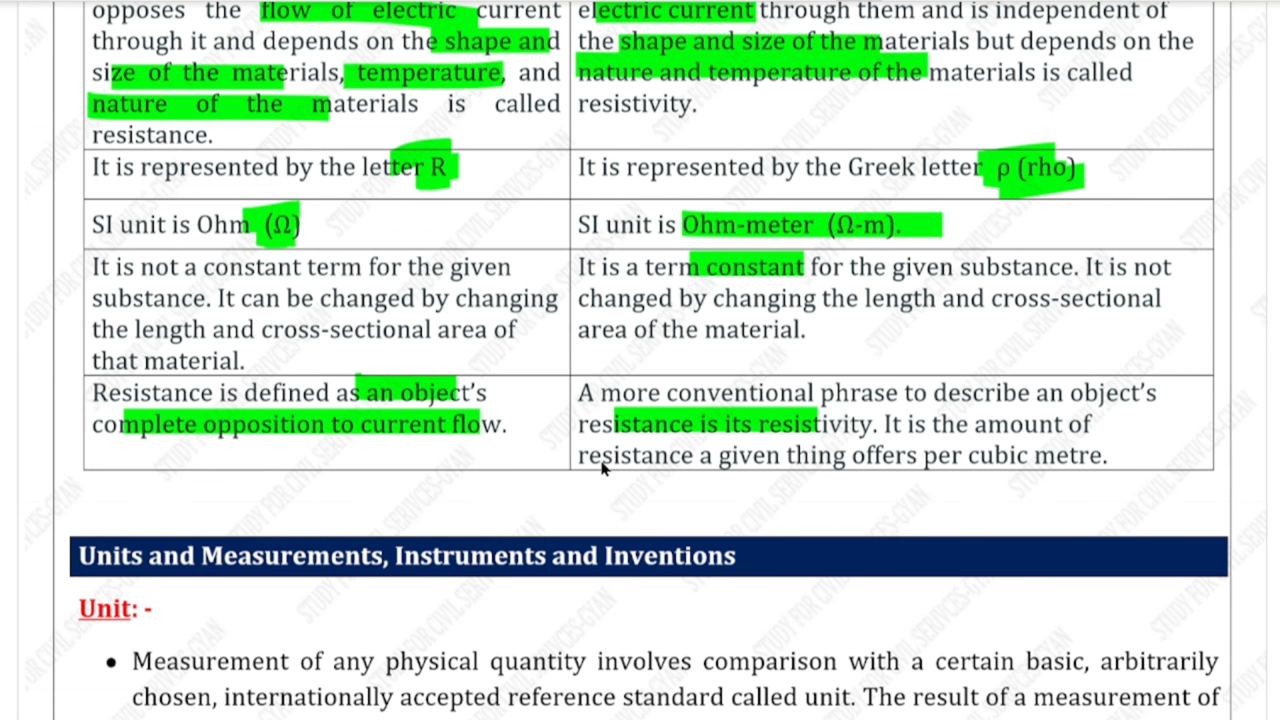 opposes the flow of electric current
through it and depends on the shape and
size of the materials, temperature, and
nature of the materials is called
resistance.
electric current through them and is independent of
the shape and size of the materials but depends on the
nature and temperature of the materials is called
resistivity.
It is represented by the letter R
It is represented by the Greek letter ρ (rho)
SI unit is Ohm (Ω)
SI unit is Ohm-meter (Ω-m).
It is not a constant term for the given
substance. It can be changed by changing
the length and cross-sectional area of
that material.
It is a term constant for the given substance. It is not
changed by changing the length and cross-sectional
area of the material.
Resistance is defined as an object's
complete opposition to current flow.
A more conventional phrase to describe an object's
resistance is its resistivity. It is the amount of
resistance a given thing offers per cubic metre.
Units and Measurements, Instruments and Inventions
Unit: -
• Measurement of any physical quantity involves comparison with a certain basic, arbitrarily
chosen, internationally accepted reference standard called unit. The result of a measurement of